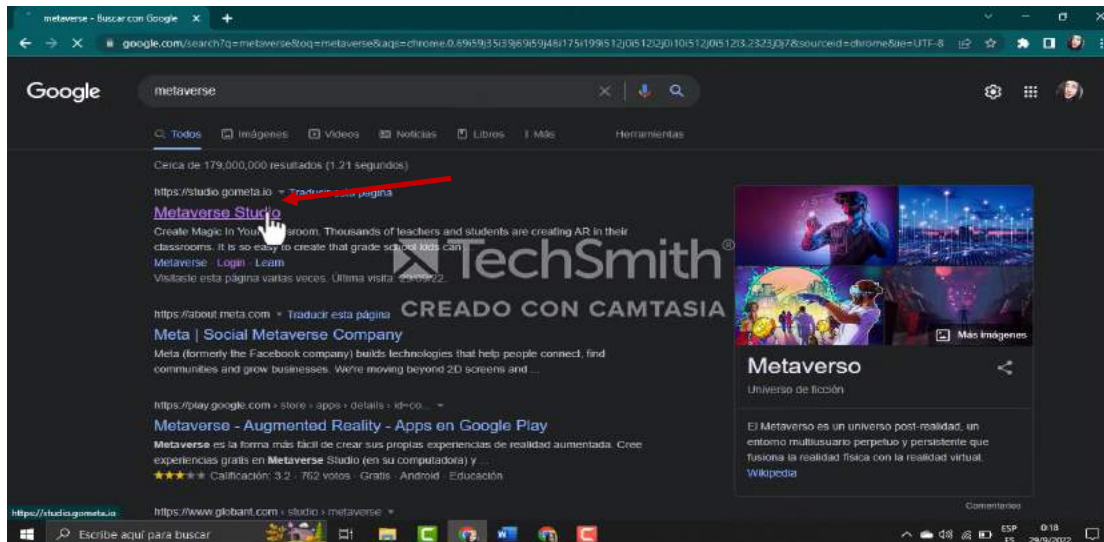 metaverse - Buscar con Google
google.com/search?q=metaverse&oq=metaverse&aqs=chrome.0.69i59j35i39j69i59j46i175i199i512j0i512l2j0i10i512j0i512l3.2323j0j7&sourceid=chrome&ie=UTF-8
Google
metaverse
Todos Imágenes Videos Noticias Libros Más Herramientas
Cerca de 179,000,000 resultados (1.21 segundos)
https://studio.gometa.io Traducir esta página
Metaverse Studio
Create Magic In Your Classroom. Thousands of teachers and students are creating AR in their
classrooms. It is so easy to create that grade school kids can
Metaverse · Login · Learn
Visitaste esta página varias veces. Última visita: 29/09/22.
TechSmith®
CREADO CON CAMTASIA
https://about.meta.com Traducir esta página
Meta | Social Metaverse Company
Meta (formerly the Facebook company) builds technologies that help people connect, find
communities and grow businesses. We're moving beyond 2D screens and ...
https://play.google.com › store › apps › details › id=co...
Metaverse - Augmented Reality - Apps en Google Play
Metaverse es la forma más fácil de crear sus propias experiencias de realidad aumentada. Cree
experiencias gratis en Metaverse Studio (en su computadora) y ...
Calificación: 3.2 · 762 votos · Gratis · Android · Educación
https://www.globant.com › studio › metaverse
Más imágenes
Metaverso
Universo de ficción
El Metaverso es un universo post-realidad, un
entorno multiusuario perpetuo y persistente que
fusiona la realidad física con la realidad virtual.
Wikipedia
Comentarios
https://studio.gometa.io
Escribe aquí para buscar
ESP
ES
0:18
29/9/2022